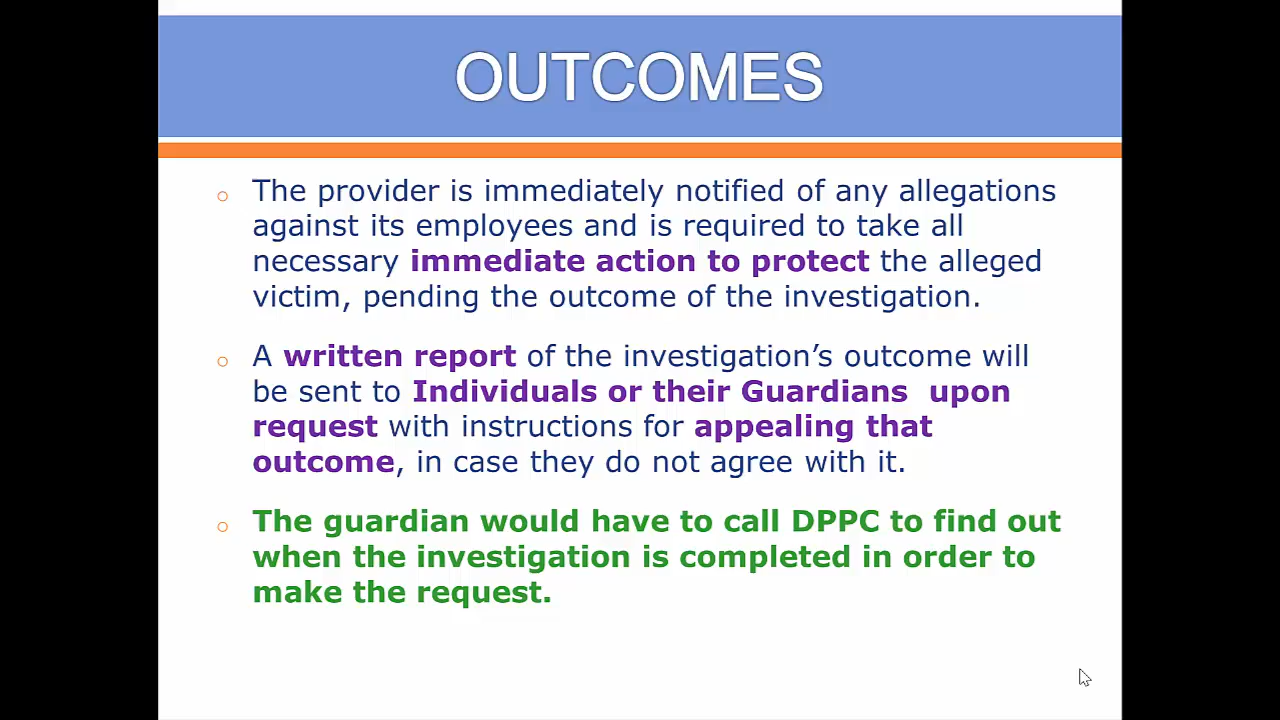 OUTCOMES
The provider is immediately notified of any allegations
against its employees and is required to take all
necessary immediate action to protect the alleged
victim, pending the outcome of the investigation.
A written report of the investigation’s outcome will
be sent to Individuals or their Guardians  upon
request with instructions for appealing that
outcome, in case they do not agree with it.
The guardian would have to call DPPC to find out
when the investigation is completed in order to
make the request.